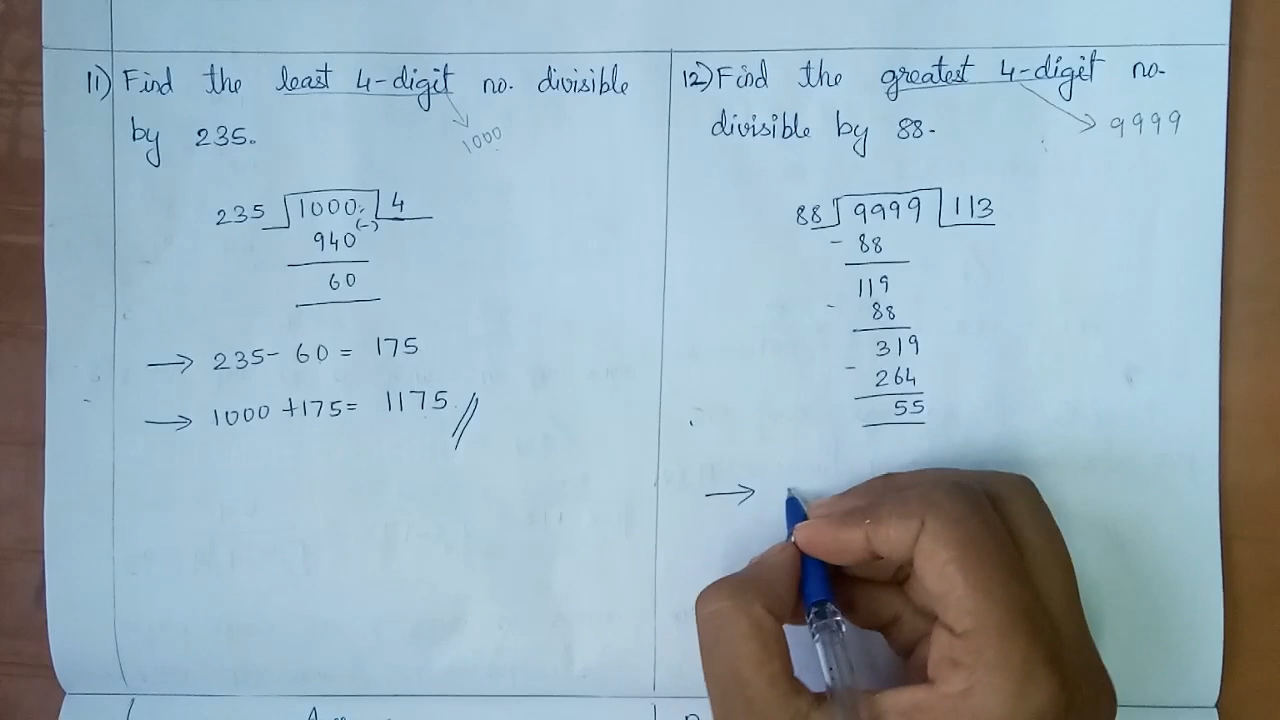 11) Find the least 4-digit no. divisible
by 235.
1000
235 1000 4
940 (-)
60
→ 235 - 60 = 175
→ 1000 + 175 = 1175 //
12) Find the greatest 4-digit no.
divisible by 88.
9999
88 9999 113
- 88
119
- 88
319
- 264
55
→